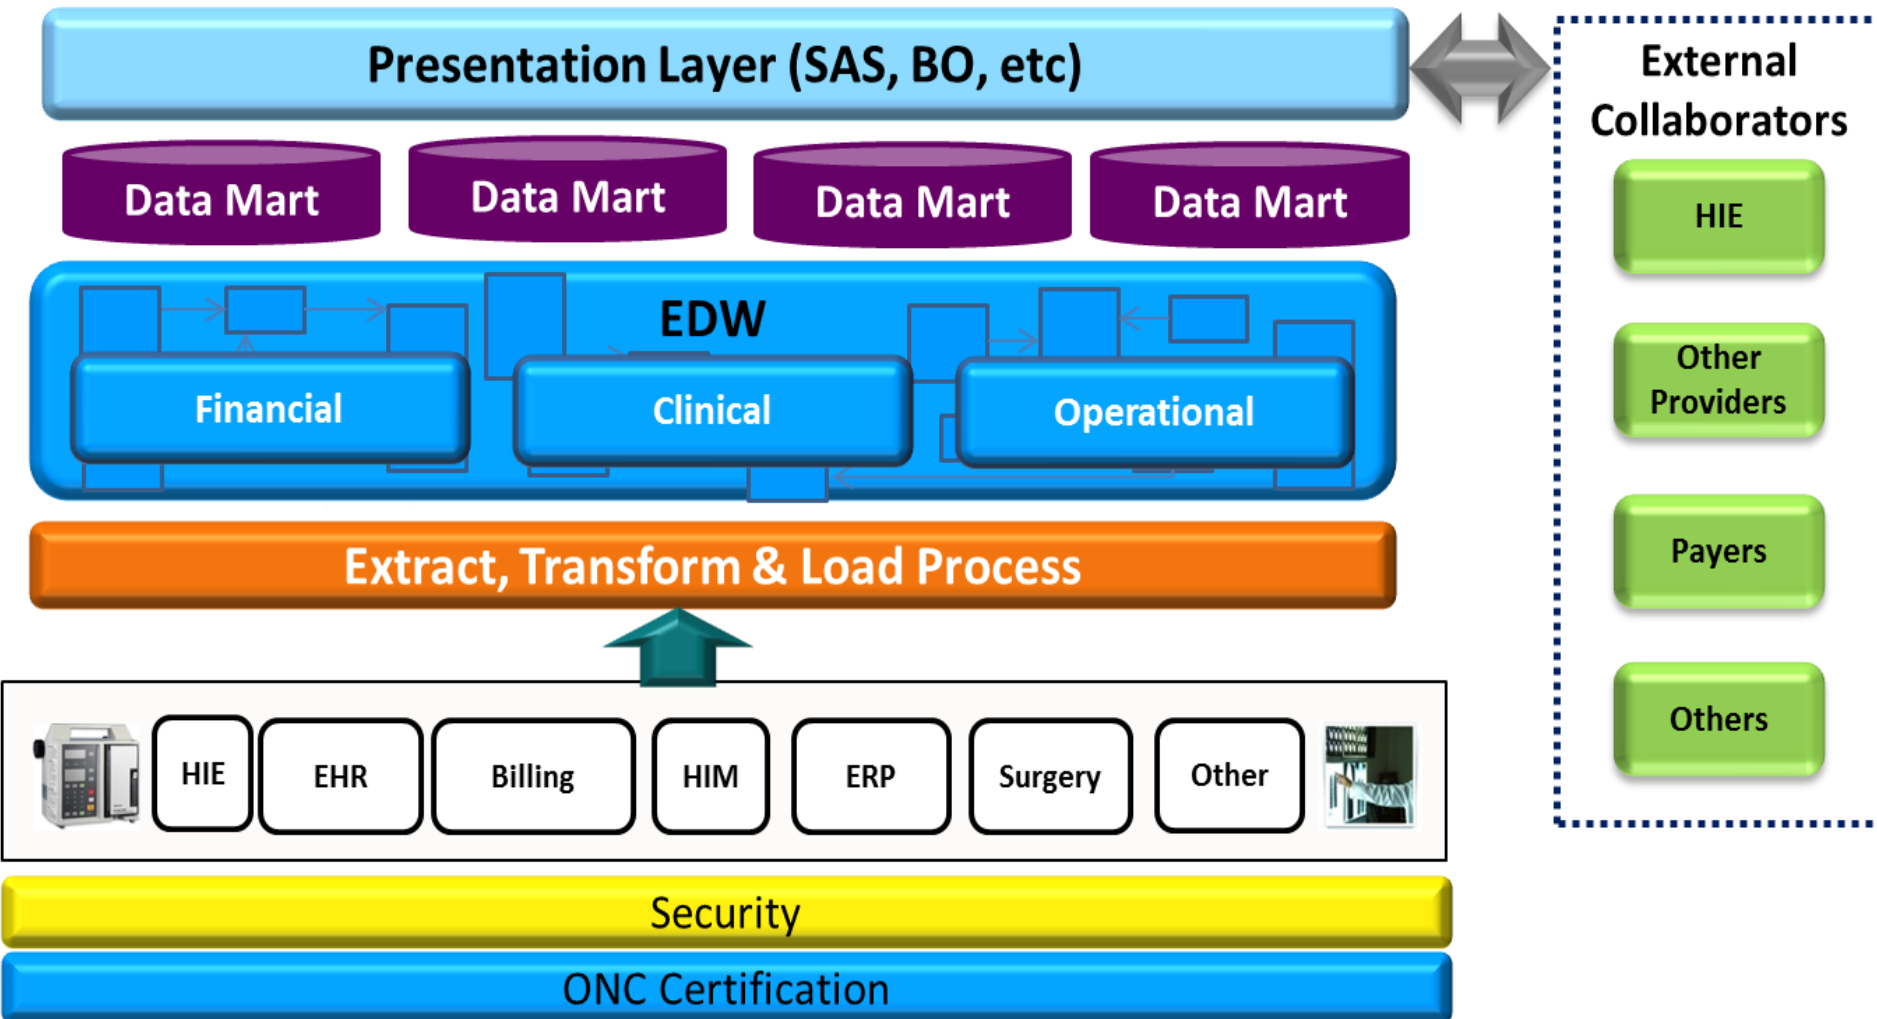 Presentation Layer (SAS, BO, etc)
External
Collaborators
Data Mart
Data Mart
Data Mart
Data Mart
HIE
EDW
Financial
Clinical
Operational
Other
Providers
Extract, Transform & Load Process
Payers
HIE
EHR
Billing
HIM
ERP
Surgery
Other
Others
Security
ONC Certification